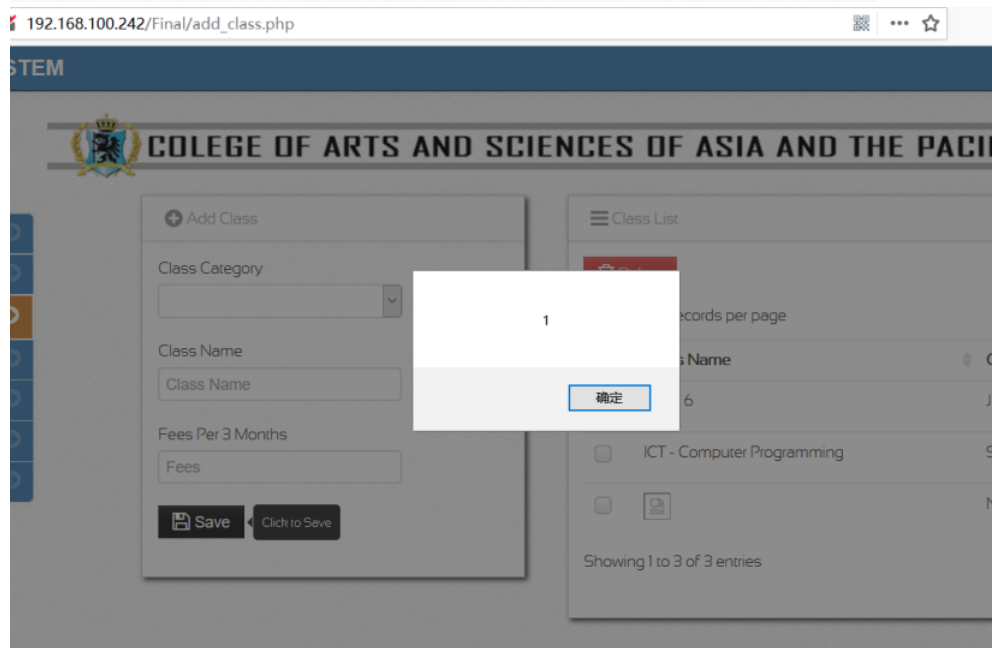 192.168.100.242/Final/add_class.php
STEM
COLEGE OF ARTS AND SCIENCES OF ASIA AND THE
Add Class
Class Category
Class Name
Class Name
Fees Per 3 Months
Fees
Save
Click to Save
Class List
records per page
Name
6
ICT - Computer Programming
Showing 1 to 3 of 3 entries
1
确定